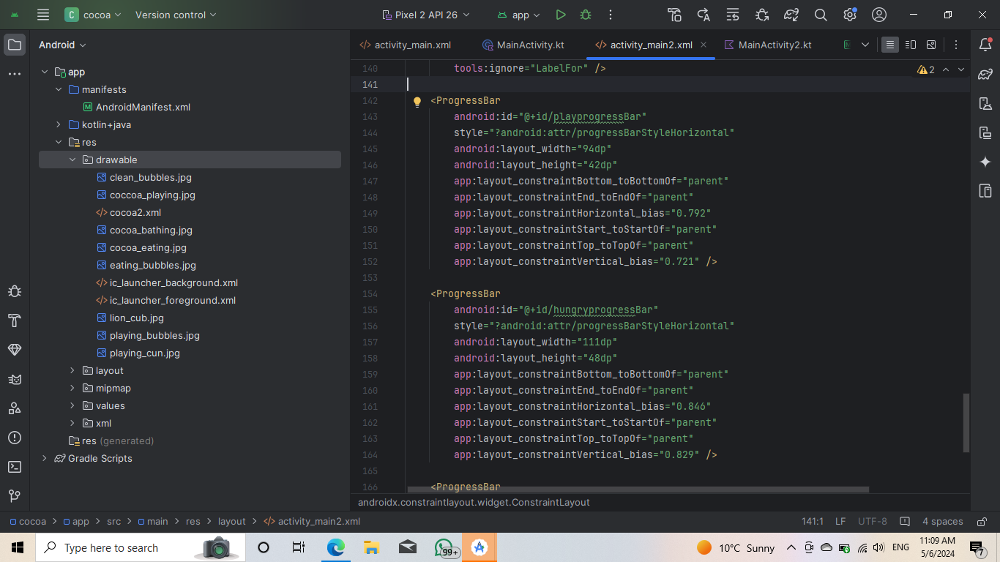 C cocoa Version control Pixel 2 API 26 app
Android
app
manifests
AndroidManifest.xml
kotlin+java
res
drawable
clean_bubbles.jpg
coccoa_playing.jpg
cocoa2.xml
cocoa_bathing.jpg
cocoa_eating.jpg
eating_bubbles.jpg
ic_launcher_background.xml
ic_launcher_foreground.xml
lion_cub.jpg
playing_bubbles.jpg
playing_cun.jpg
layout
mipmap
values
xml
res (generated)
Gradle Scripts
activity_main.xml MainActivity.kt activity_main2.xml MainActivity2.kt
2
140 tools:ignore="LabelFor" />
141
142 <ProgressBar
143 android:id="@+id/playprogressBar"
144 style="?android:attr/progressBarStyleHorizontal"
145 android:layout_width="94dp"
146 android:layout_height="42dp"
147 app:layout_constraintBottom_toBottomOf="parent"
148 app:layout_constraintEnd_toEndOf="parent"
149 app:layout_constraintHorizontal_bias="0.792"
150 app:layout_constraintStart_toStartOf="parent"
151 app:layout_constraintTop_toTopOf="parent"
152 app:layout_constraintVertical_bias="0.721" />
153
154 <ProgressBar
155 android:id="@+id/hungryprogressBar"
156 style="?android:attr/progressBarStyleHorizontal"
157 android:layout_width="111dp"
158 android:layout_height="48dp"
159 app:layout_constraintBottom_toBottomOf="parent"
160 app:layout_constraintEnd_toEndOf="parent"
161 app:layout_constraintHorizontal_bias="0.846"
162 app:layout_constraintStart_toStartOf="parent"
163 app:layout_constraintTop_toTopOf="parent"
164 app:layout_constraintVertical_bias="0.829" />
165
166 <ProgressBar
androidx.constraintlayout.widget.ConstraintLayout
cocoa > app > src > main > res > layout > activity_main2.xml 141:1 LF UTF-8 4 spaces
Type here to search 99+ 10°C Sunny ENG 11:09 AM
5/6/2024 7